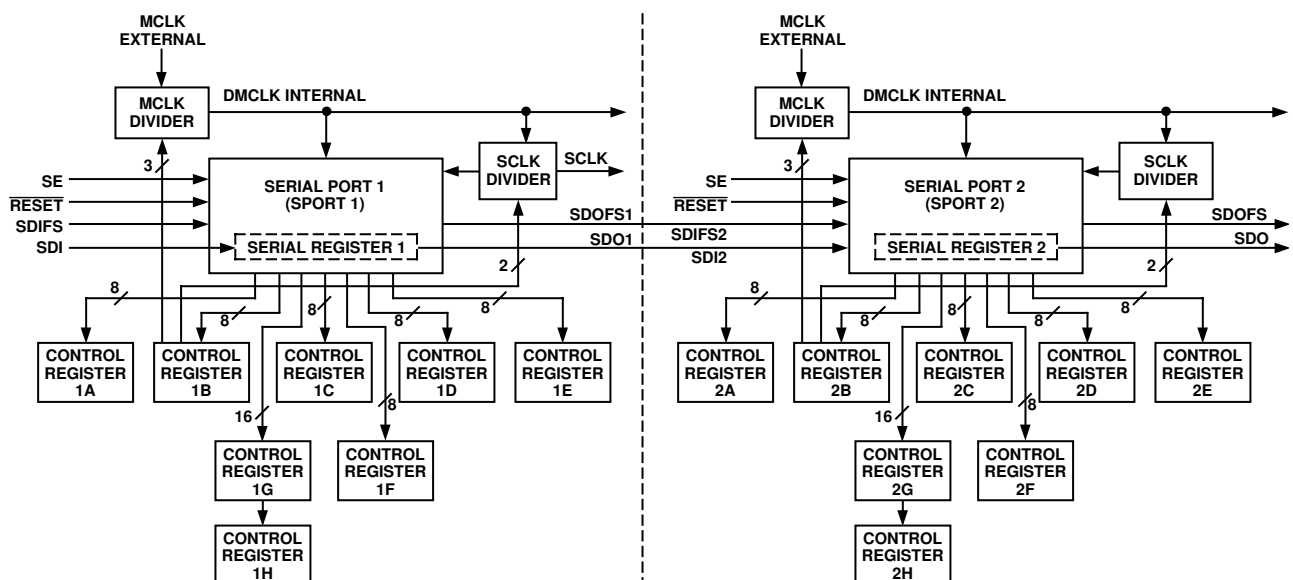 MCLK
EXTERNAL
MCLK
DIVIDER
DMCLK INTERNAL
3
SE
RESET
SDIFS
SDI
SERIAL PORT 1
(SPORT 1)
SERIAL REGISTER 1
SCLK
DIVIDER
SCLK
SDOFS1
SDO1
SDIFS2
SDI2
2
8
8
8
8
8
CONTROL
REGISTER
1A
CONTROL
REGISTER
1B
CONTROL
REGISTER
1C
CONTROL
REGISTER
1D
CONTROL
REGISTER
1E
16
8
CONTROL
REGISTER
1G
CONTROL
REGISTER
1F
CONTROL
REGISTER
1H
MCLK
EXTERNAL
MCLK
DIVIDER
DMCLK INTERNAL
3
SE
RESET
SERIAL PORT 2
(SPORT 2)
SERIAL REGISTER 2
SCLK
DIVIDER
SDOFS
SDO
2
8
8
8
8
8
CONTROL
REGISTER
2A
CONTROL
REGISTER
2B
CONTROL
REGISTER
2C
CONTROL
REGISTER
2D
CONTROL
REGISTER
2E
16
8
CONTROL
REGISTER
2G
CONTROL
REGISTER
2F
CONTROL
REGISTER
2H